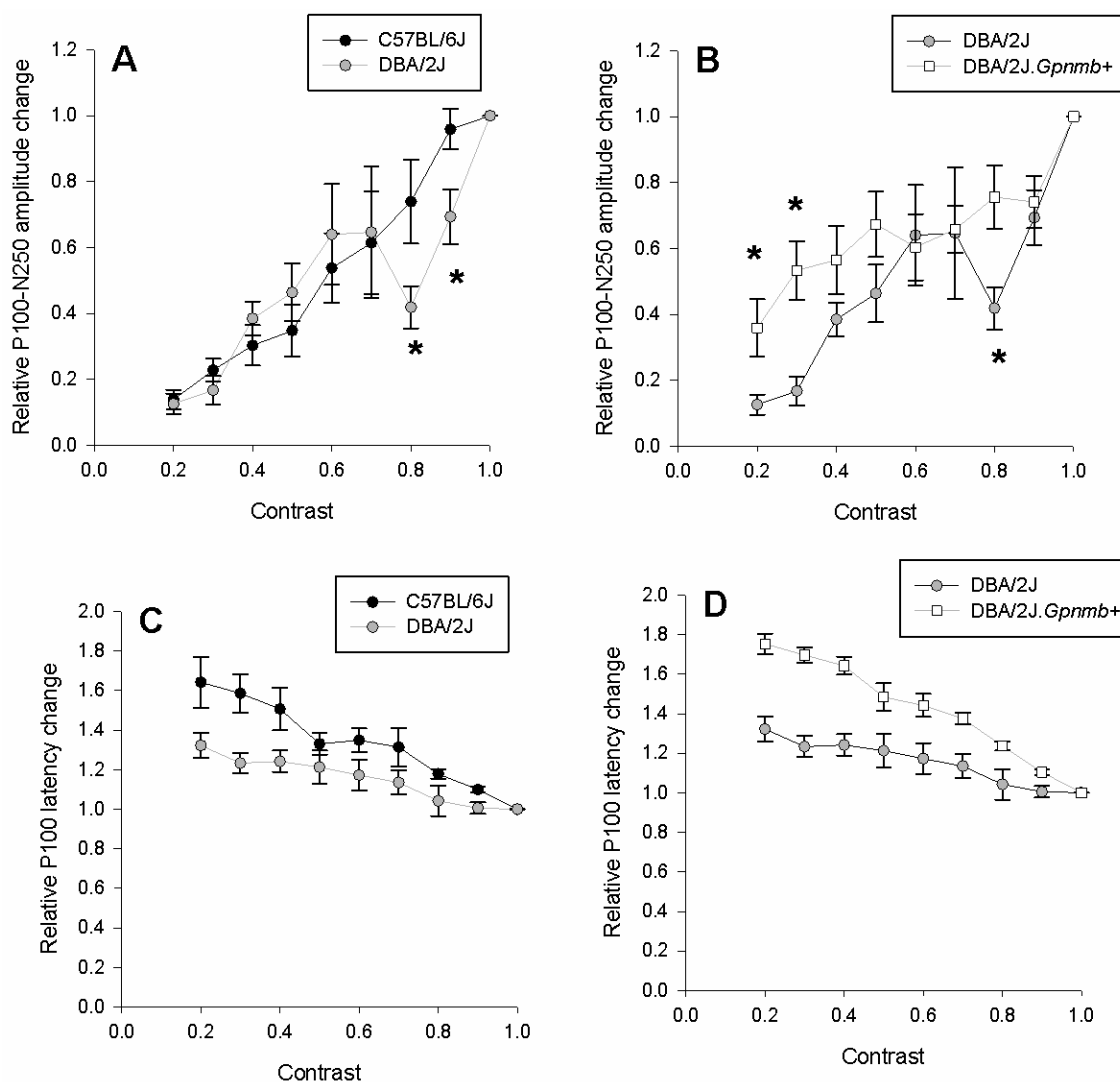 C57BL/6J
DBA/2J
A
1.2
1.0
0.8
0.6
0.4
0.2
0.0
Relative P100-N250 amplitude change
*
*
0.0 0.2 0.4 0.6 0.8 1.0
Contrast
DBA/2J
DBA/2J.Gpnmb+
B
1.2
1.0
0.8
0.6
0.4
0.2
0.0
Relative P100-N250 amplitude change
*
*
*
0.0 0.2 0.4 0.6 0.8 1.0
Contrast
C57BL/6J
DBA/2J
C
2.0
1.8
1.6
1.4
1.2
1.0
0.8
0.6
0.4
0.2
0.0
Relative P100 latency change
0.0 0.2 0.4 0.6 0.8 1.0
Contrast
DBA/2J
DBA/2J.Gpnmb+
D
2.0
1.8
1.6
1.4
1.2
1.0
0.8
0.6
0.4
0.2
0.0
Relative P100 latency change
0.0 0.2 0.4 0.6 0.8 1.0
Contrast